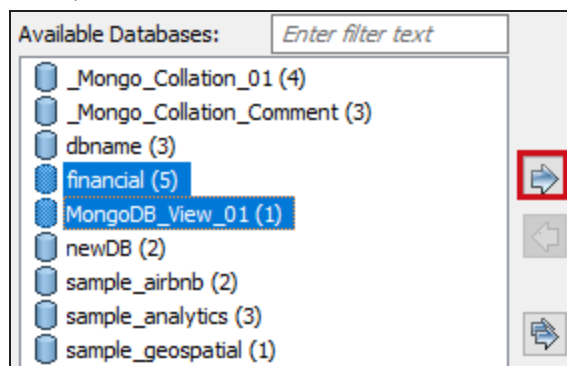 Available Databases: Enter filter text
_Mongo_Collation_01 (4)
_Mongo_Collation_Comment (3)
dbname (3)
financial (5)
MongoDB_View_01 (1)
newDB (2)
sample_airbnb (2)
sample_analytics (3)
sample_geospatial (1)